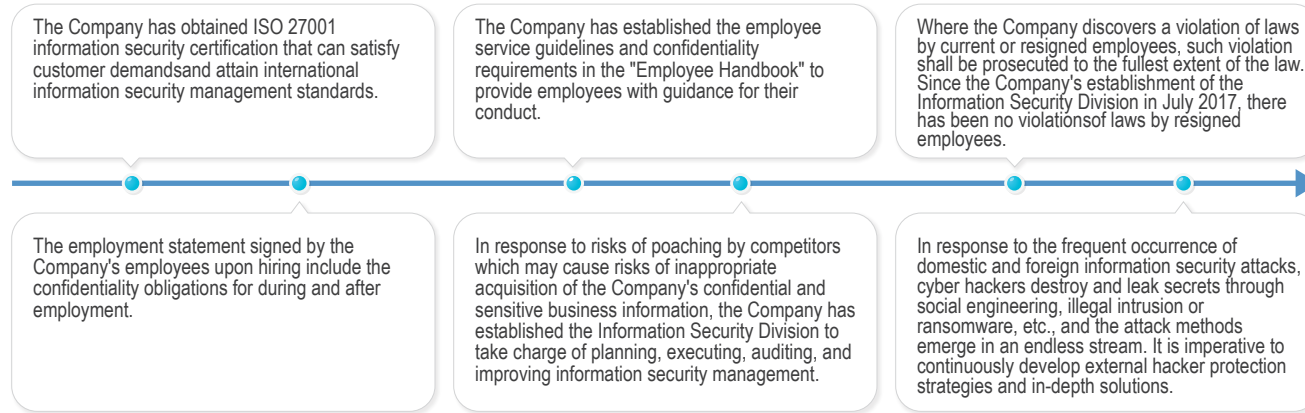 The Company has obtained ISO 27001
information security certification that can satisfy
customer demandsand attain international
information security management standards.
The Company has established the employee
service guidelines and confidentiality
requirements in the "Employee Handbook" to
provide employees with guidance for their
conduct.
Where the Company discovers a violation of laws
by current or resigned employees, such violation
shall be prosecuted to the fullest extent of the law.
Since the Company's establishment of the
Information Security Division in July 2017, there
has been no violationsof laws by resigned
employees.
The employment statement signed by the
Company's employees upon hiring include the
confidentiality obligations for during and after
employment.
In response to risks of poaching by competitors
which may cause risks of inappropriate
acquisition of the Company's confidential and
sensitive business information, the Company has
established the Information Security Division to
take charge of planning, executing, auditing, and
improving information security management.
In response to the frequent occurrence of
domestic and foreign information security attacks,
cyber hackers destroy and leak secrets through
social engineering, illegal intrusion or
ransomware, etc., and the attack methods
emerge in an endless stream. It is imperative to
continuously develop external hacker protection
strategies and in-depth solutions.